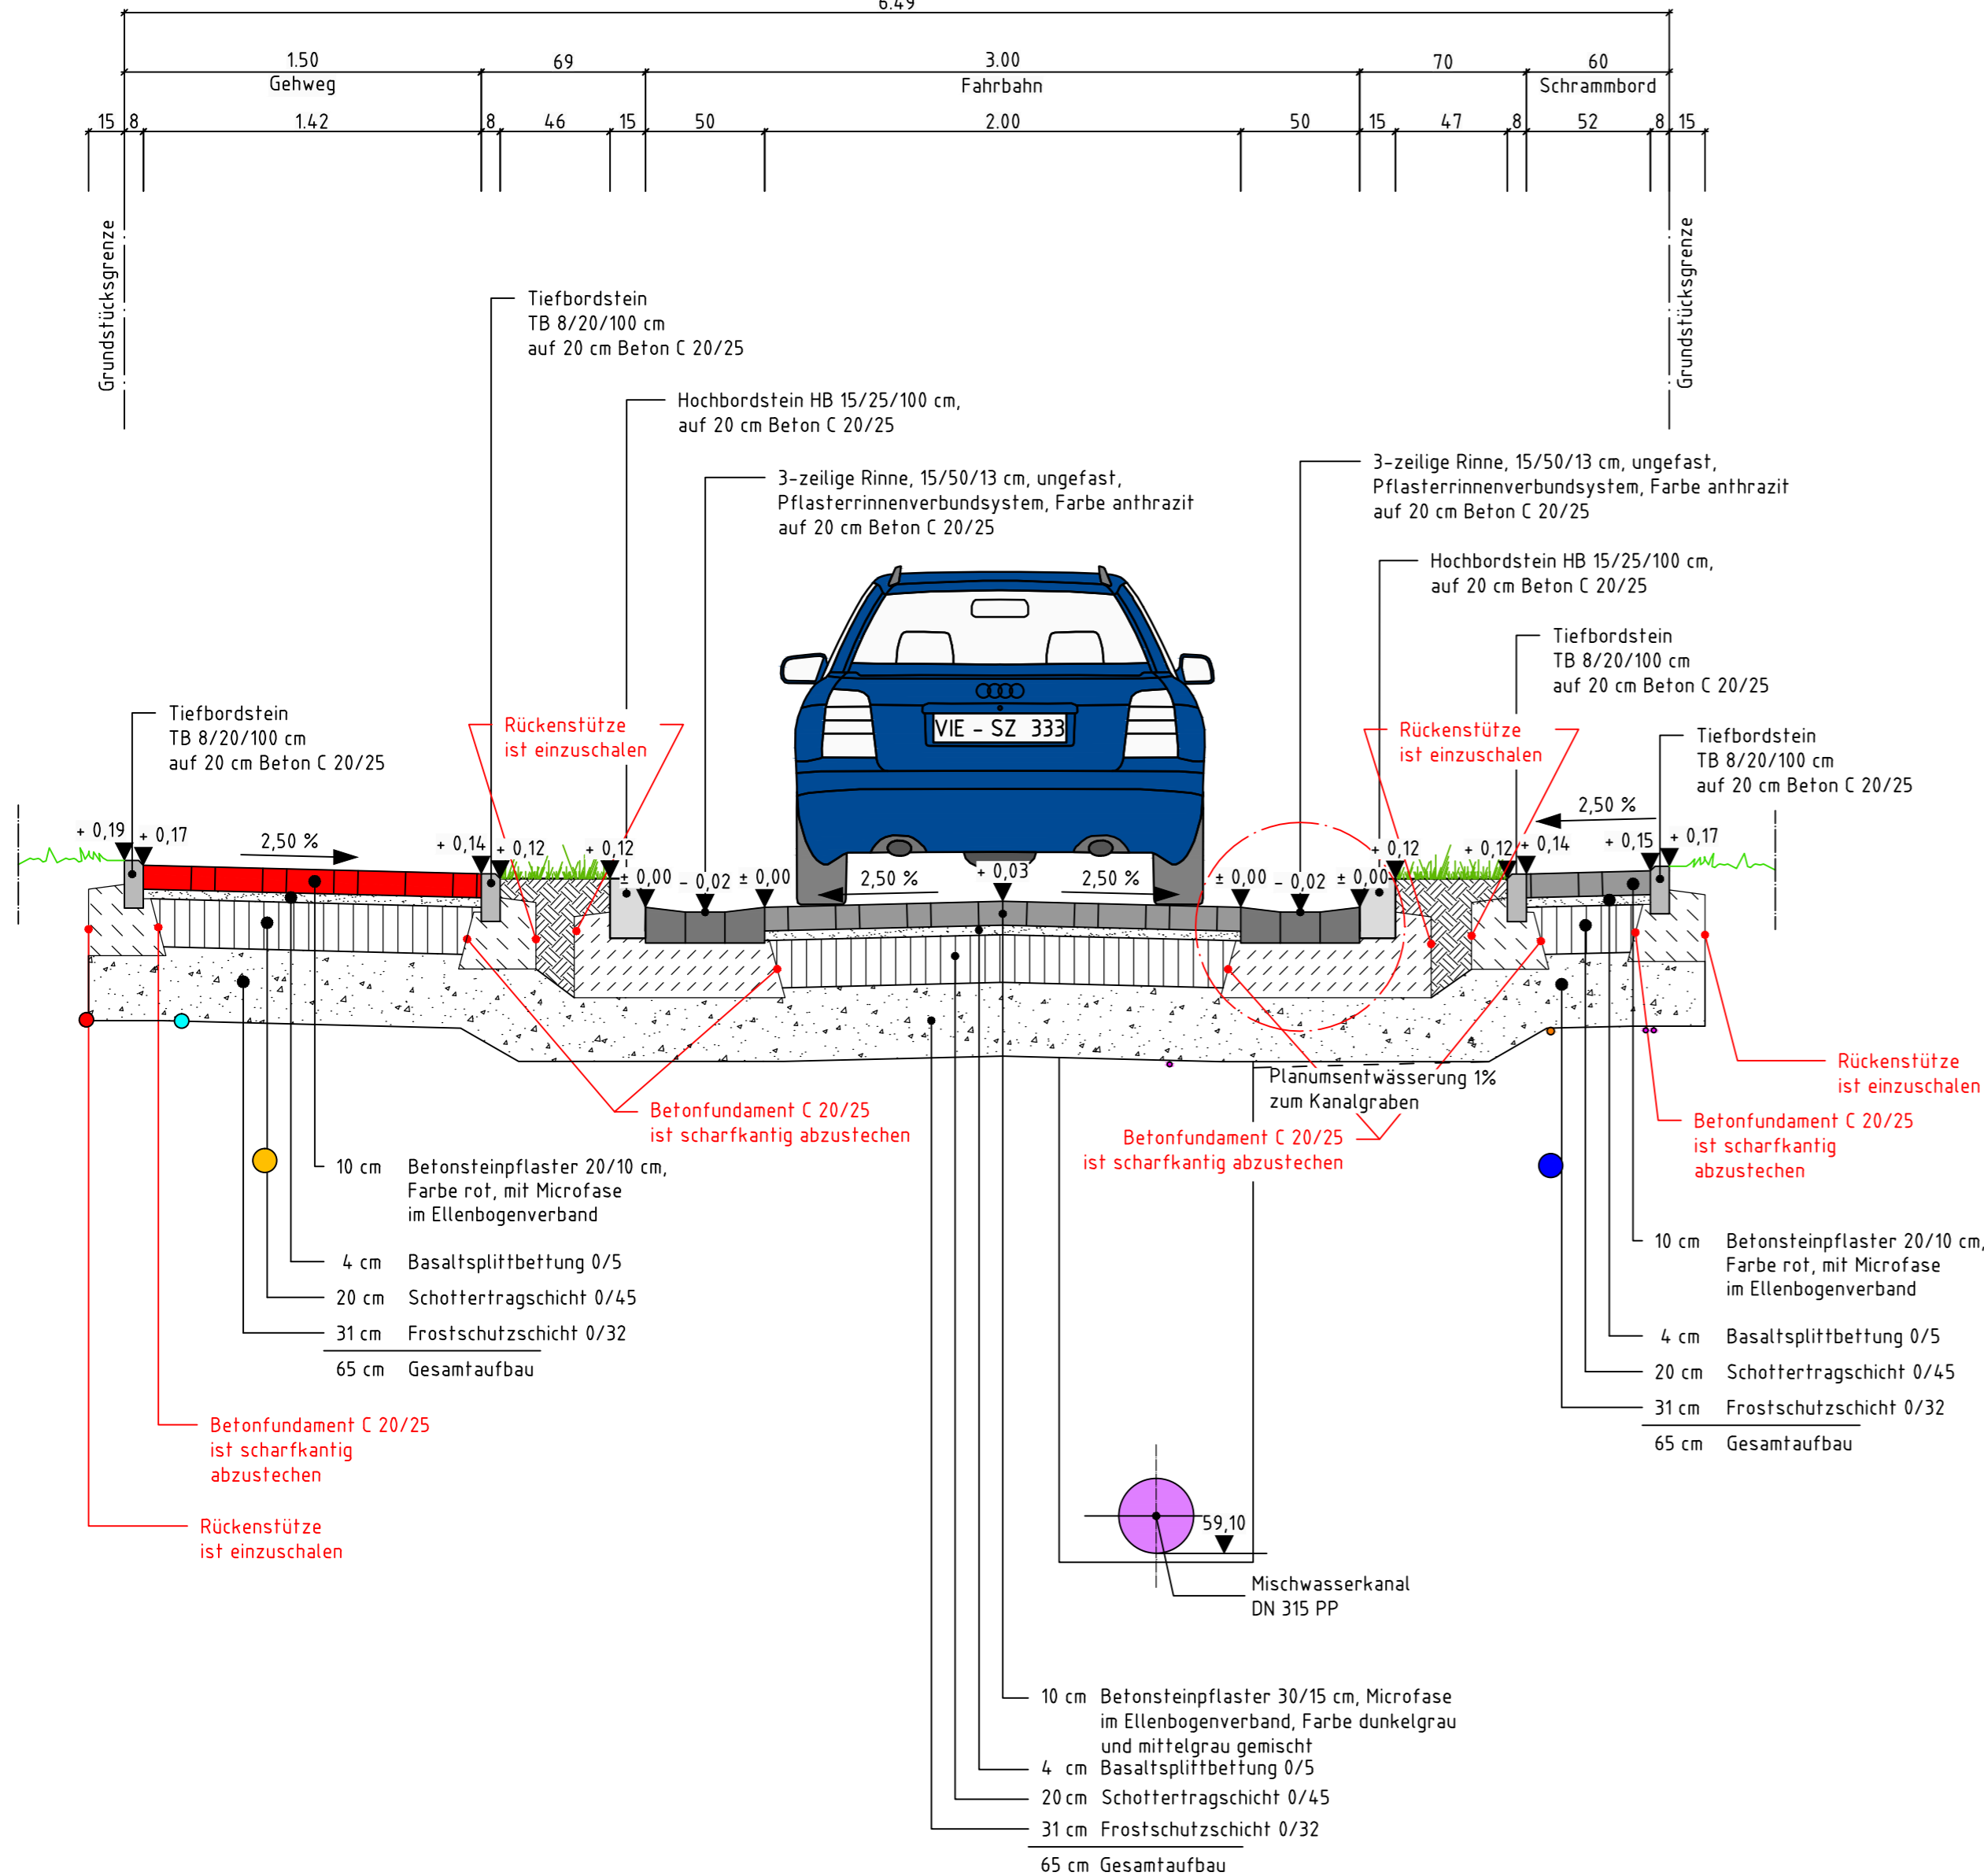 6.49
1.50 69 3.00 70 60
Gehweg Fahrbahn Schrammbord
15 8 1.42 8 46 15 50 2.00 50 15 47 8 52 8 15
Grundstücksgrenze
Grundstücksgrenze
Tiefbordstein
TB 8/20/100 cm
auf 20 cm Beton C 20/25
Hochbordstein HB 15/25/100 cm,
auf 20 cm Beton C 20/25
3-zeilige Rinne, 15/50/13 cm, ungefast,
Pflasterrinnenverbundsystem, Farbe anthrazit
auf 20 cm Beton C 20/25
3-zeilige Rinne, 15/50/13 cm, ungefast,
Pflasterrinnenverbundsystem, Farbe anthrazit
auf 20 cm Beton C 20/25
Hochbordstein HB 15/25/100 cm,
auf 20 cm Beton C 20/25
Tiefbordstein
TB 8/20/100 cm
auf 20 cm Beton C 20/25
Tiefbordstein
TB 8/20/100 cm
auf 20 cm Beton C 20/25
Rückenstütze
ist einzuschalen
VIE - SZ 333
Rückenstütze
ist einzuschalen
Tiefbordstein
TB 8/20/100 cm
auf 20 cm Beton C 20/25
+ 0,19 + 0,17 2,50 % + 0,14 + 0,12 + 0,12 ± 0,00 - 0,02 ± 0,00 2,50 % + 0,03 2,50 % ± 0,00 - 0,02 ± 0,00 + 0,12 + 0,12 + 0,14 2,50 % + 0,15 + 0,17
Planumsentwässerung 1%
zum Kanalgraben
Rückenstütze
ist einzuschalen
Betonfundament C 20/25
ist scharfkantig abzustechen
Betonfundament C 20/25
ist scharfkantig abzustechen
Betonfundament C 20/25
ist scharfkantig
abzustechen
10 cm Betonsteinpflaster 20/10 cm,
Farbe rot, mit Microfase
im Ellenbogenverband
4 cm Basaltsplittbettung 0/5
20 cm Schottertragschicht 0/45
31 cm Frostschutzschicht 0/32
65 cm Gesamtaufbau
10 cm Betonsteinpflaster 20/10 cm,
Farbe rot, mit Microfase
im Ellenbogenverband
4 cm Basaltsplittbettung 0/5
20 cm Schottertragschicht 0/45
31 cm Frostschutzschicht 0/32
65 cm Gesamtaufbau
Betonfundament C 20/25
ist scharfkantig
abzustechen
Rückenstütze
ist einzuschalen
59,10
Mischwasserkanal
DN 315 PP
10 cm Betonsteinpflaster 30/15 cm, Microfase
im Ellenbogenverband, Farbe dunkelgrau
und mittelgrau gemischt
4 cm Basaltsplittbettung 0/5
20 cm Schottertragschicht 0/45
31 cm Frostschutzschicht 0/32
65 cm Gesamtaufbau